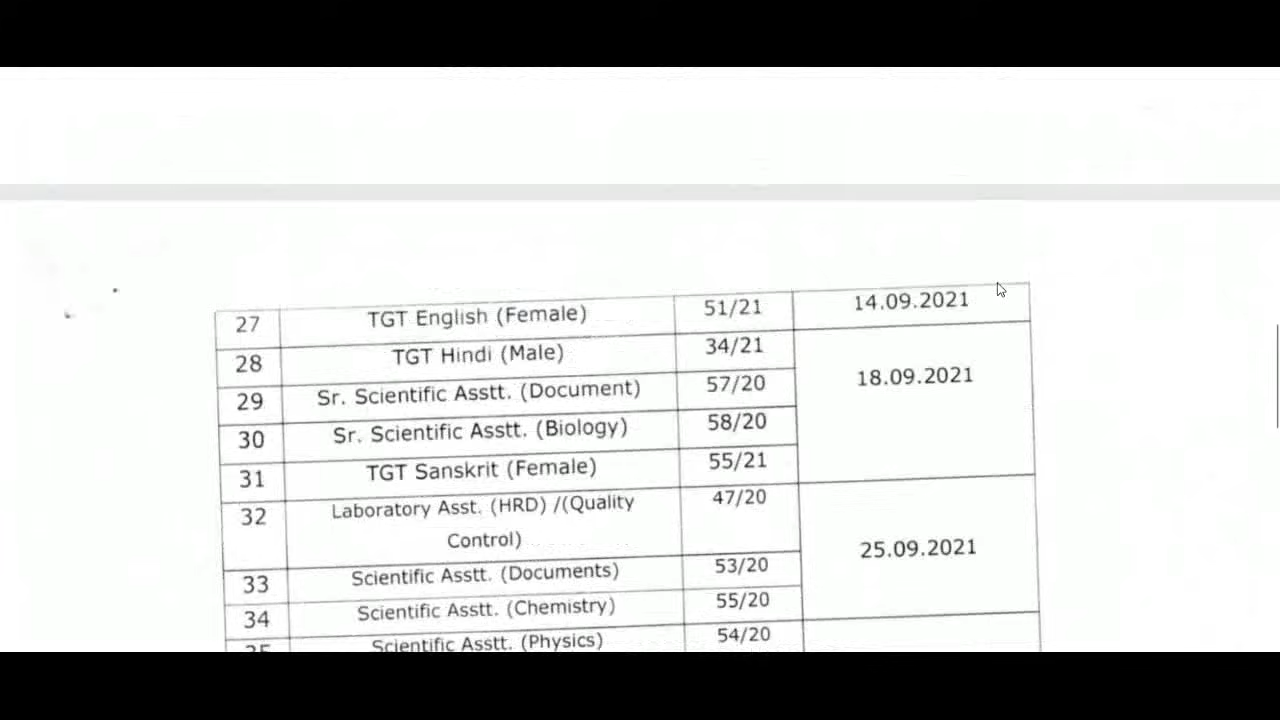 27 TGT English (Female) 51/21 14.09.2021
28 TGT Hindi (Male) 34/21
29 Sr. Scientific Asstt. (Document) 57/20 18.09.2021
30 Sr. Scientific Asstt. (Biology) 58/20
31 TGT Sanskrit (Female) 55/21
32 Laboratory Asst. (HRD) /(Quality 47/20
Control)
25.09.2021
33 Scientific Asstt. (Documents) 53/20
34 Scientific Asstt. (Chemistry) 55/20
35 Scientific Asstt. (Physics) 54/20